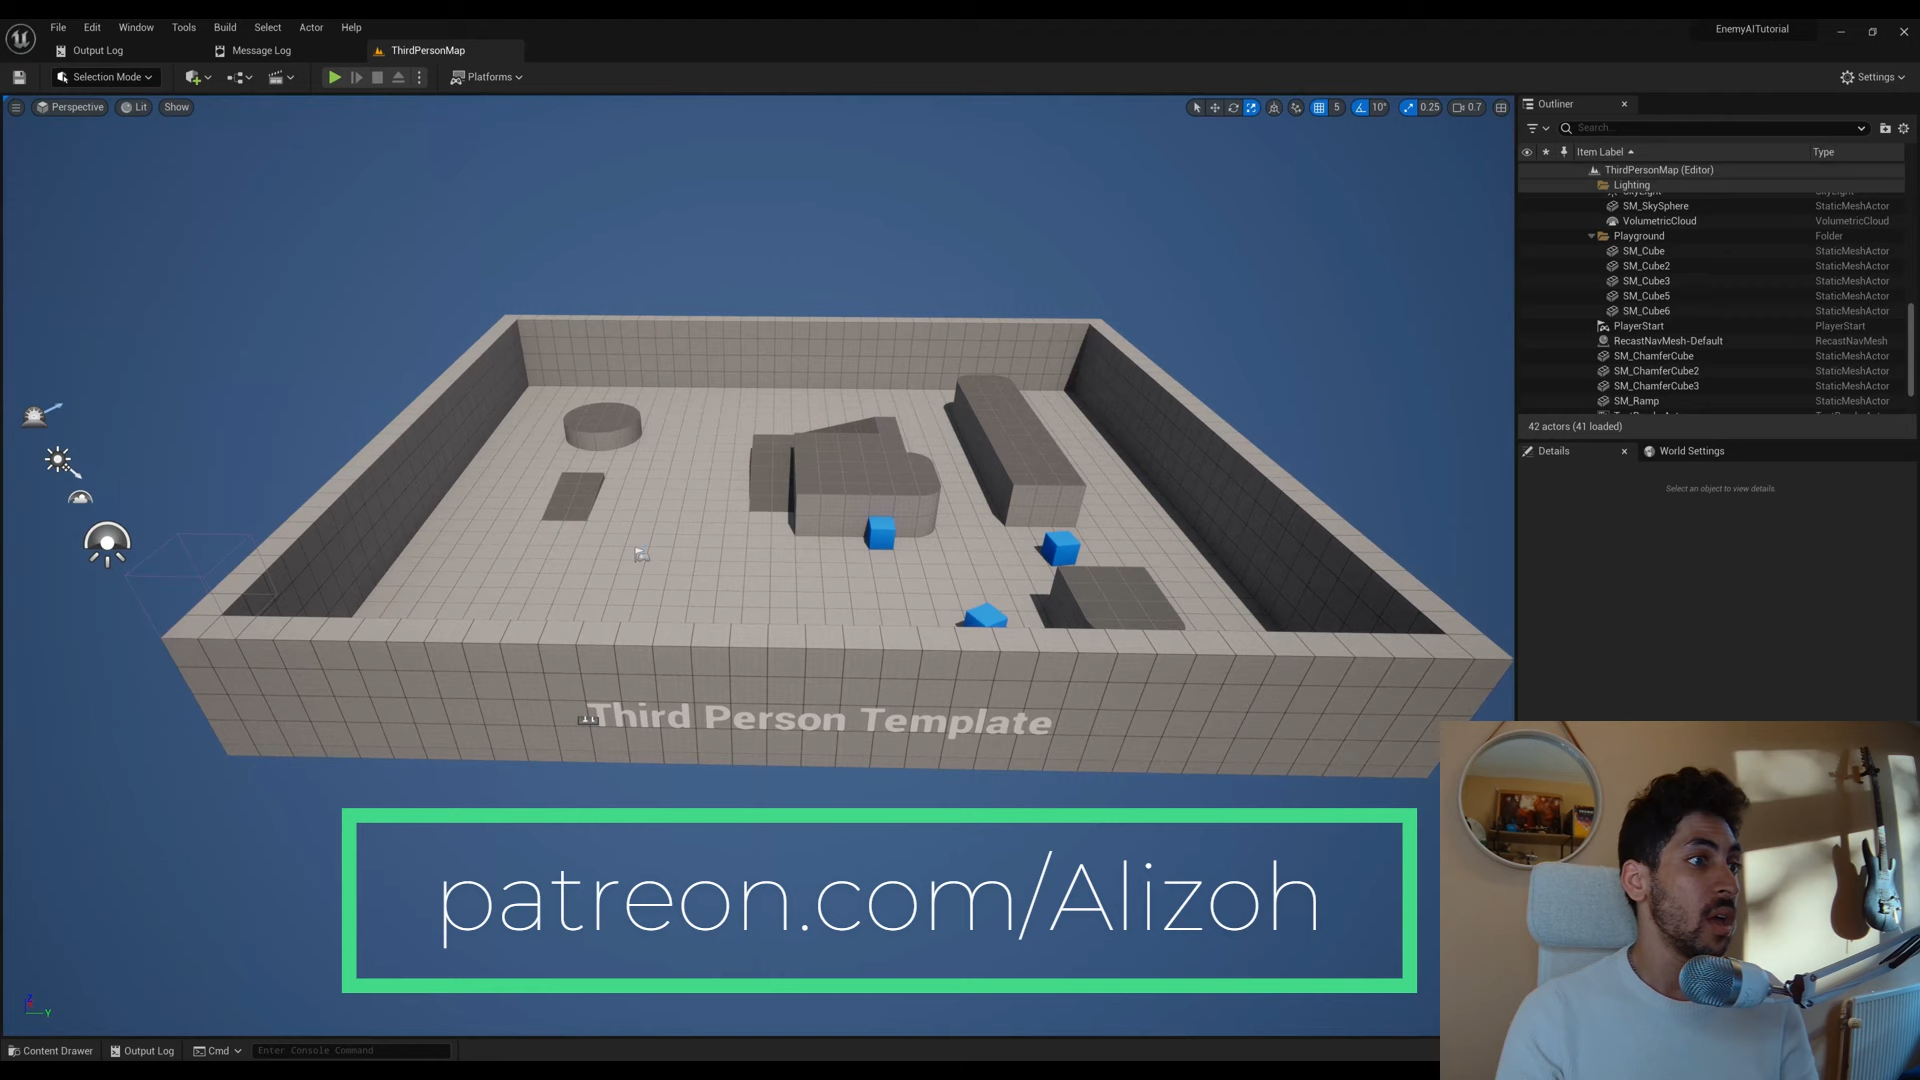 File Edit Window Tools Build Select Actor Help
EnemyAITutorial
Output Log Message Log ThirdPersonMap
Selection Mode Platforms Settings
Perspective Lit Show 5 10° 0.25 0.7
Outliner
Search...
Item Label Type
ThirdPersonMap (Editor)
Lighting
SkyLight SkyLight
SM_SkySphere StaticMeshActor
VolumetricCloud VolumetricCloud
Playground Folder
SM_Cube StaticMeshActor
SM_Cube2 StaticMeshActor
SM_Cube3 StaticMeshActor
SM_Cube5 StaticMeshActor
SM_Cube6 StaticMeshActor
PlayerStart PlayerStart
RecastNavMesh-Default RecastNavMesh
SM_ChamferCube StaticMeshActor
SM_ChamferCube2 StaticMeshActor
SM_ChamferCube3 StaticMeshActor
SM_Ramp StaticMeshActor
42 actors (41 loaded)
Details World Settings
Select an object to view details.
Third Person Template
patreon.com/Alizoh
Z
Y
Content Drawer Output Log Cmd Enter Console Command